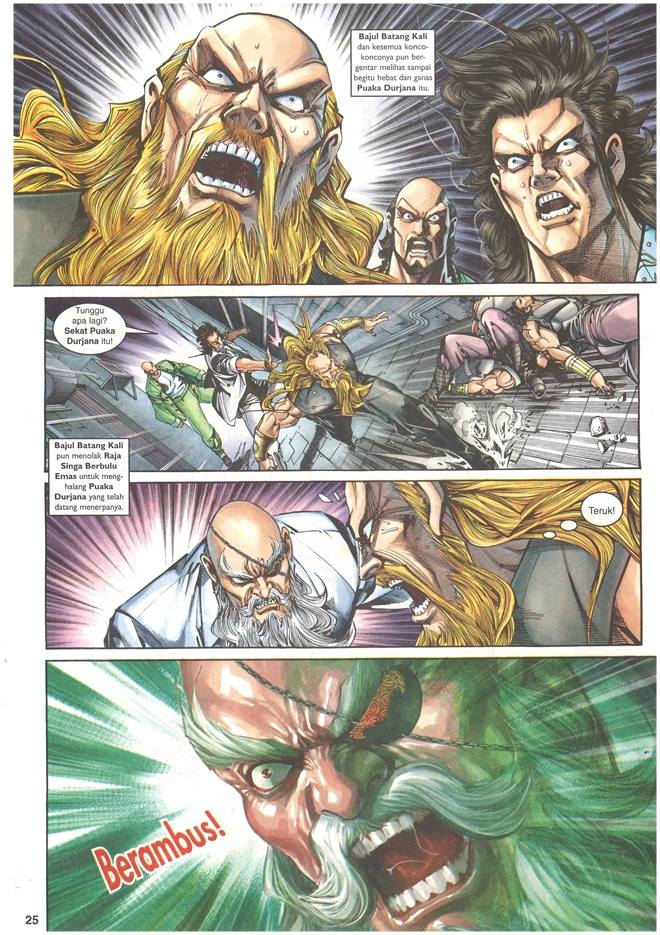 Bajul Batang Kali
dan kesemua konco-
konconya pun ber-
gentar melihat sampai
begitu hebat dan ganas
Puaka Durjana itu.
Tunggu
apa lagi?
Sekat Puaka
Durjana itu!
Bajul Batang Kali
pun menolak Raja
Singa Berbulu
Emas untuk meng-
halang Puaka
Durjana yang telah
datang menerpanya.
Teruk!
Berambus!
25